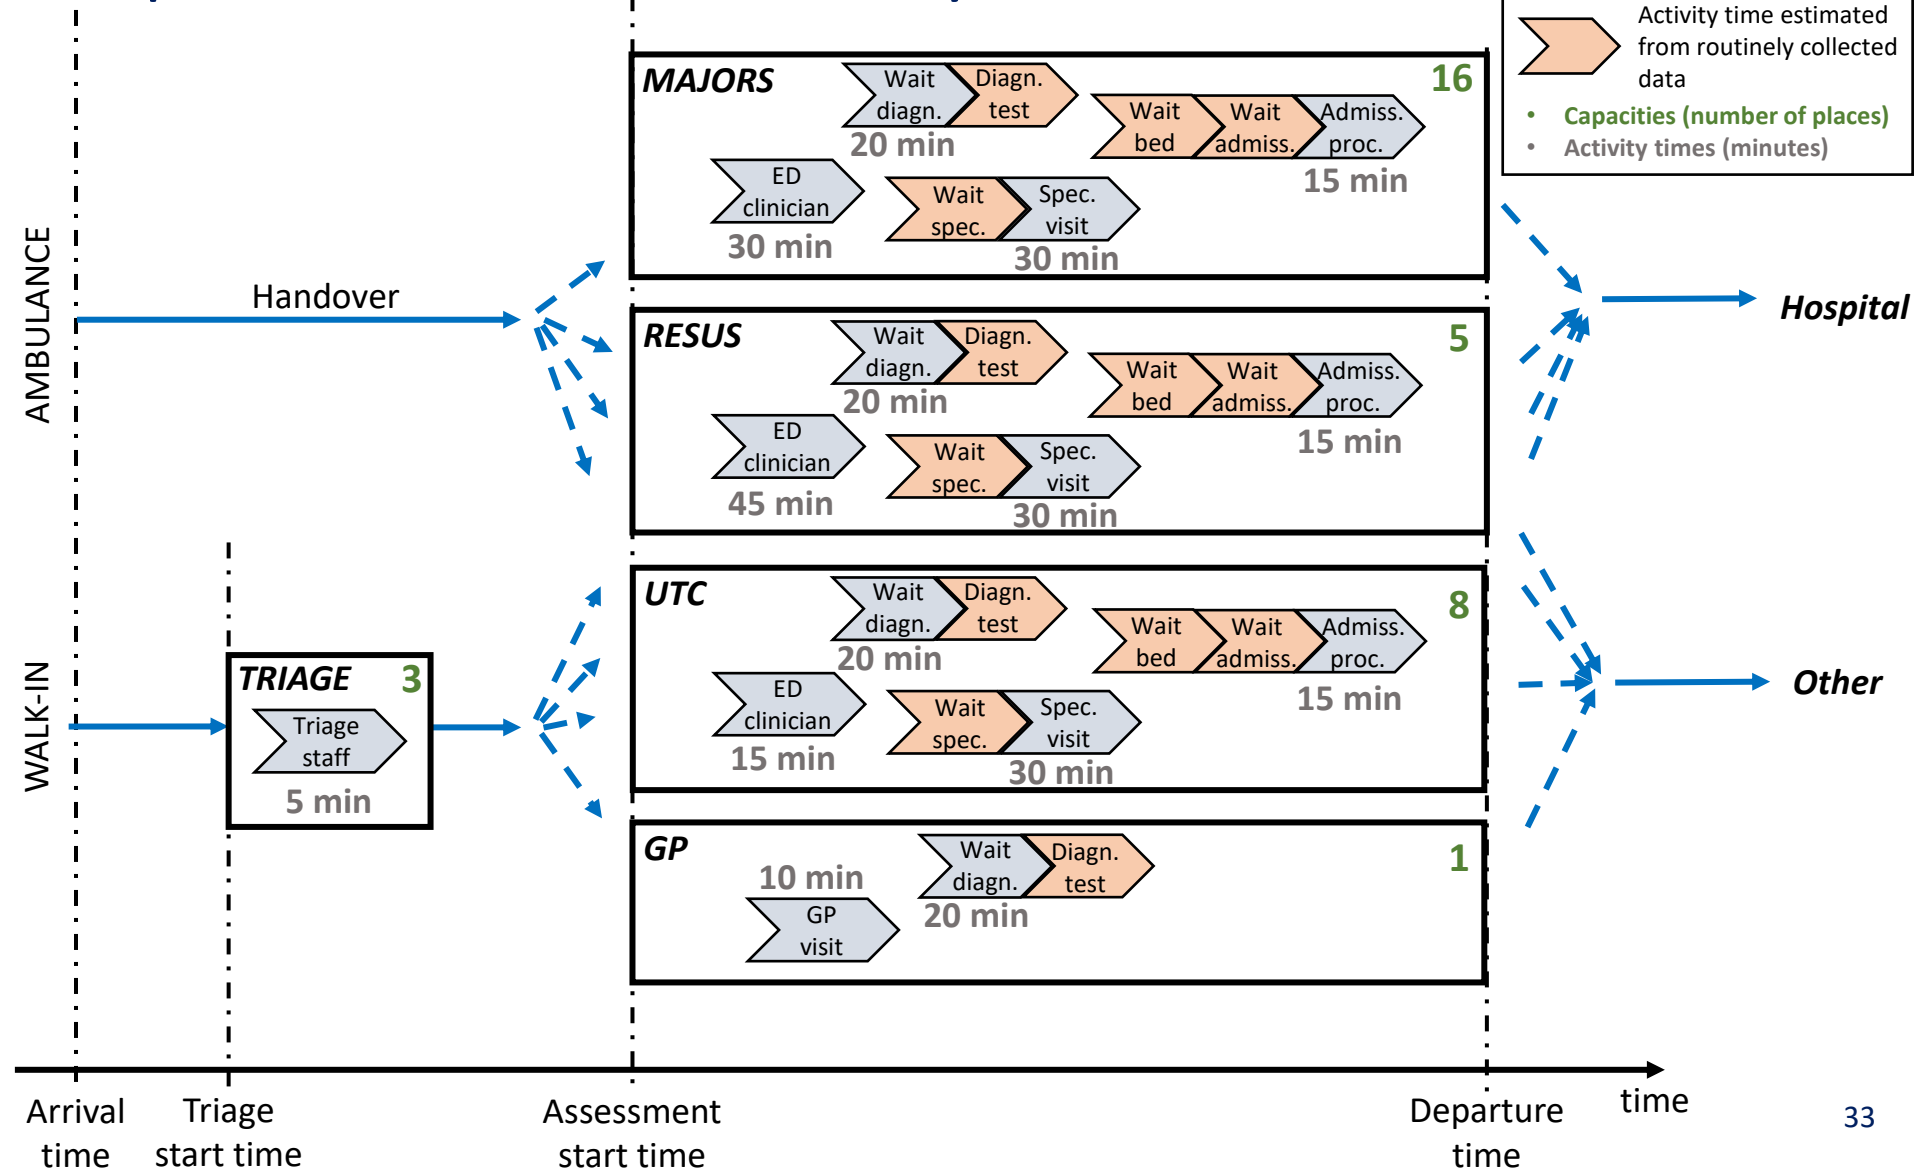 Activity time estimated
from routinely collected
data
• Capacities (number of places)
• Activity times (minutes)
AMBULANCE
Handover
WALK-IN
TRIAGE 3
Triage
staff
5 min
MAJORS
16
Wait
diagn.
Diagn.
test
20 min
Wait
bed
Wait
admiss.
Admiss.
proc.
15 min
ED
clinician
30 min
Wait
spec.
Spec.
visit
30 min
RESUS
5
Wait
diagn.
Diagn.
test
20 min
Wait
bed
Wait
admiss.
Admiss.
proc.
15 min
ED
clinician
45 min
Wait
spec.
Spec.
visit
30 min
UTC
8
Wait
diagn.
Diagn.
test
20 min
Wait
bed
Wait
admiss.
Admiss.
proc.
15 min
ED
clinician
15 min
Wait
spec.
Spec.
visit
30 min
GP
1
10 min
GP
visit
Wait
diagn.
Diagn.
test
20 min
Hospital
Other
Arrival
time
Triage
start time
Assessment
start time
Departure
time
time
33